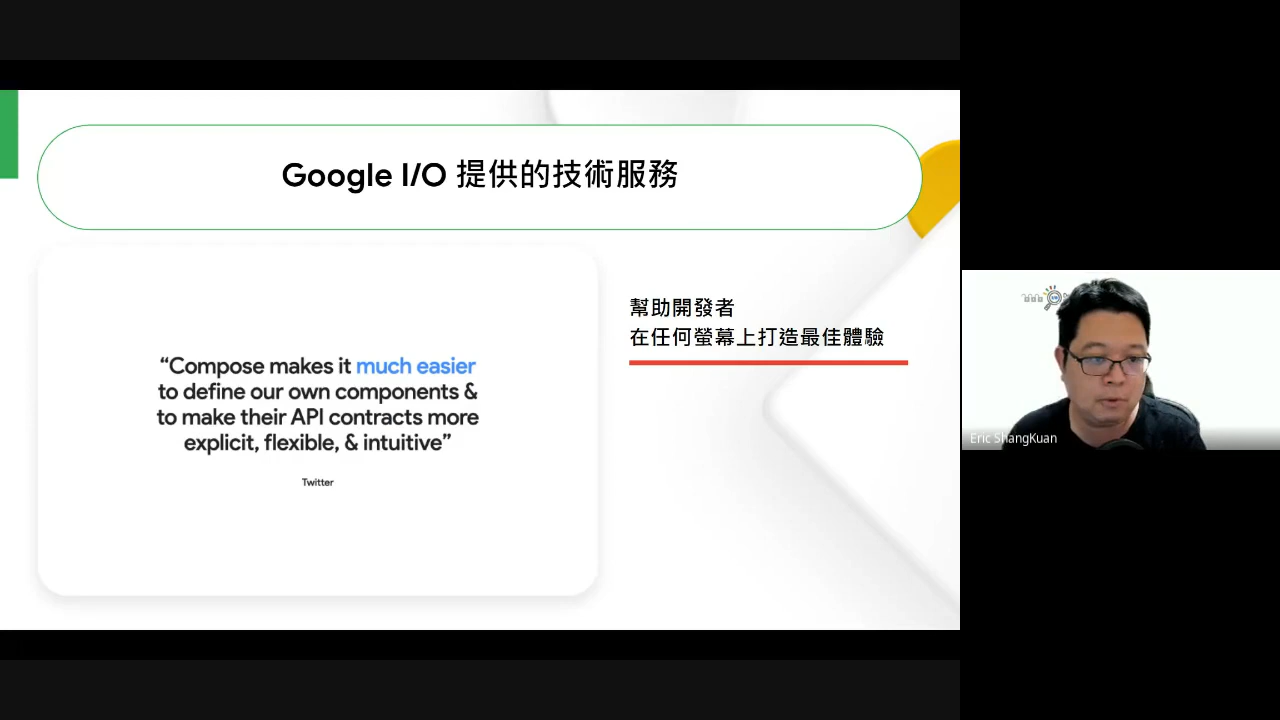 Google I/O 提供的技術服務
“Compose makes it much easier
to define our own components &
to make their API contracts more
explicit, flexible, & intuitive”
Twitter
幫助開發者
在任何螢幕上打造最佳體驗
Eric ShangKuan